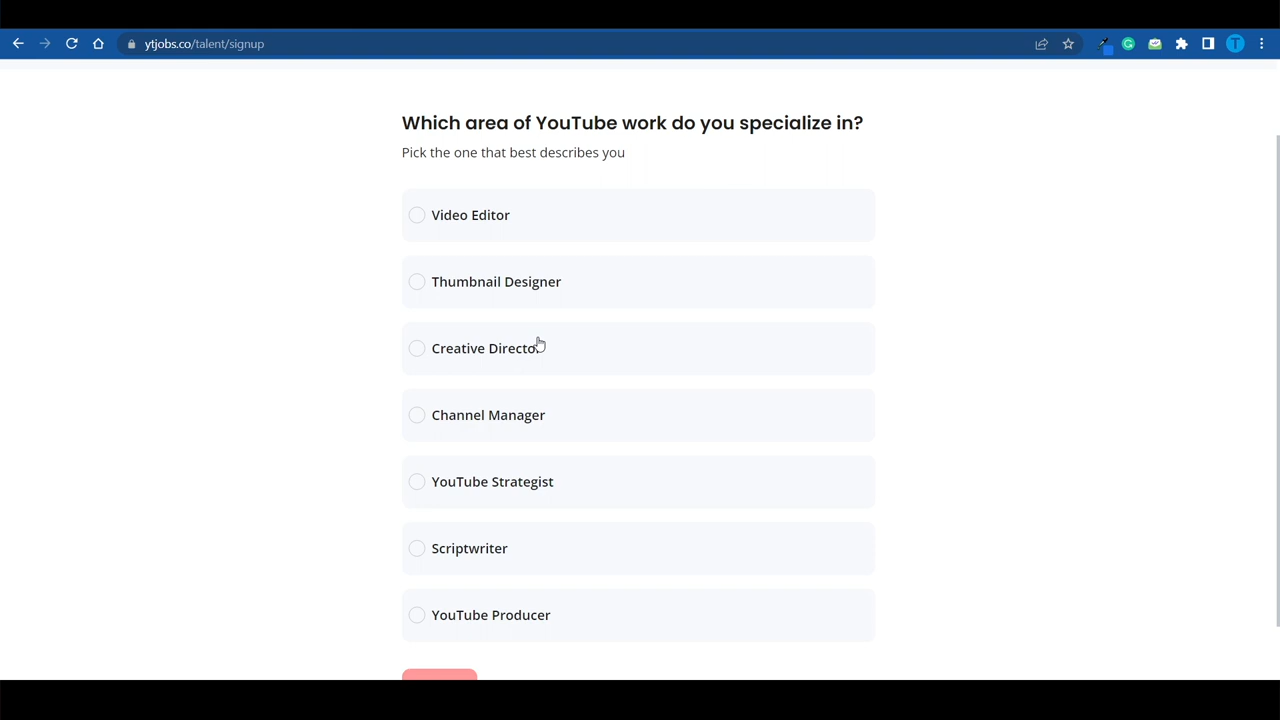 ytjobs.co/talent/signup
T
Which area of YouTube work do you specialize in?
Pick the one that best describes you
Video Editor
Thumbnail Designer
Creative Director
Channel Manager
YouTube Strategist
Scriptwriter
YouTube Producer